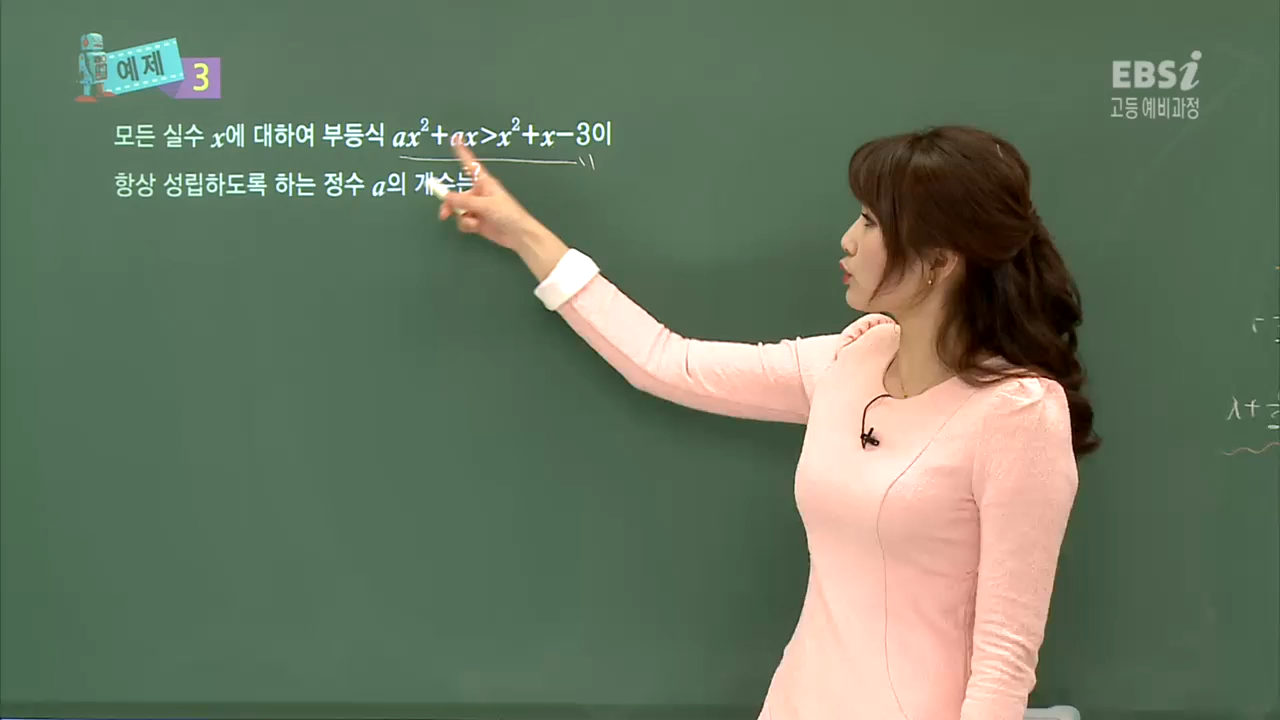 예제 3
EBSi
고등 예비과정
모든 실수 x에 대하여 부등식 ax²+ax>x²+x−3이
항상 성립하도록 하는 정수 a의 개수는?
λ+